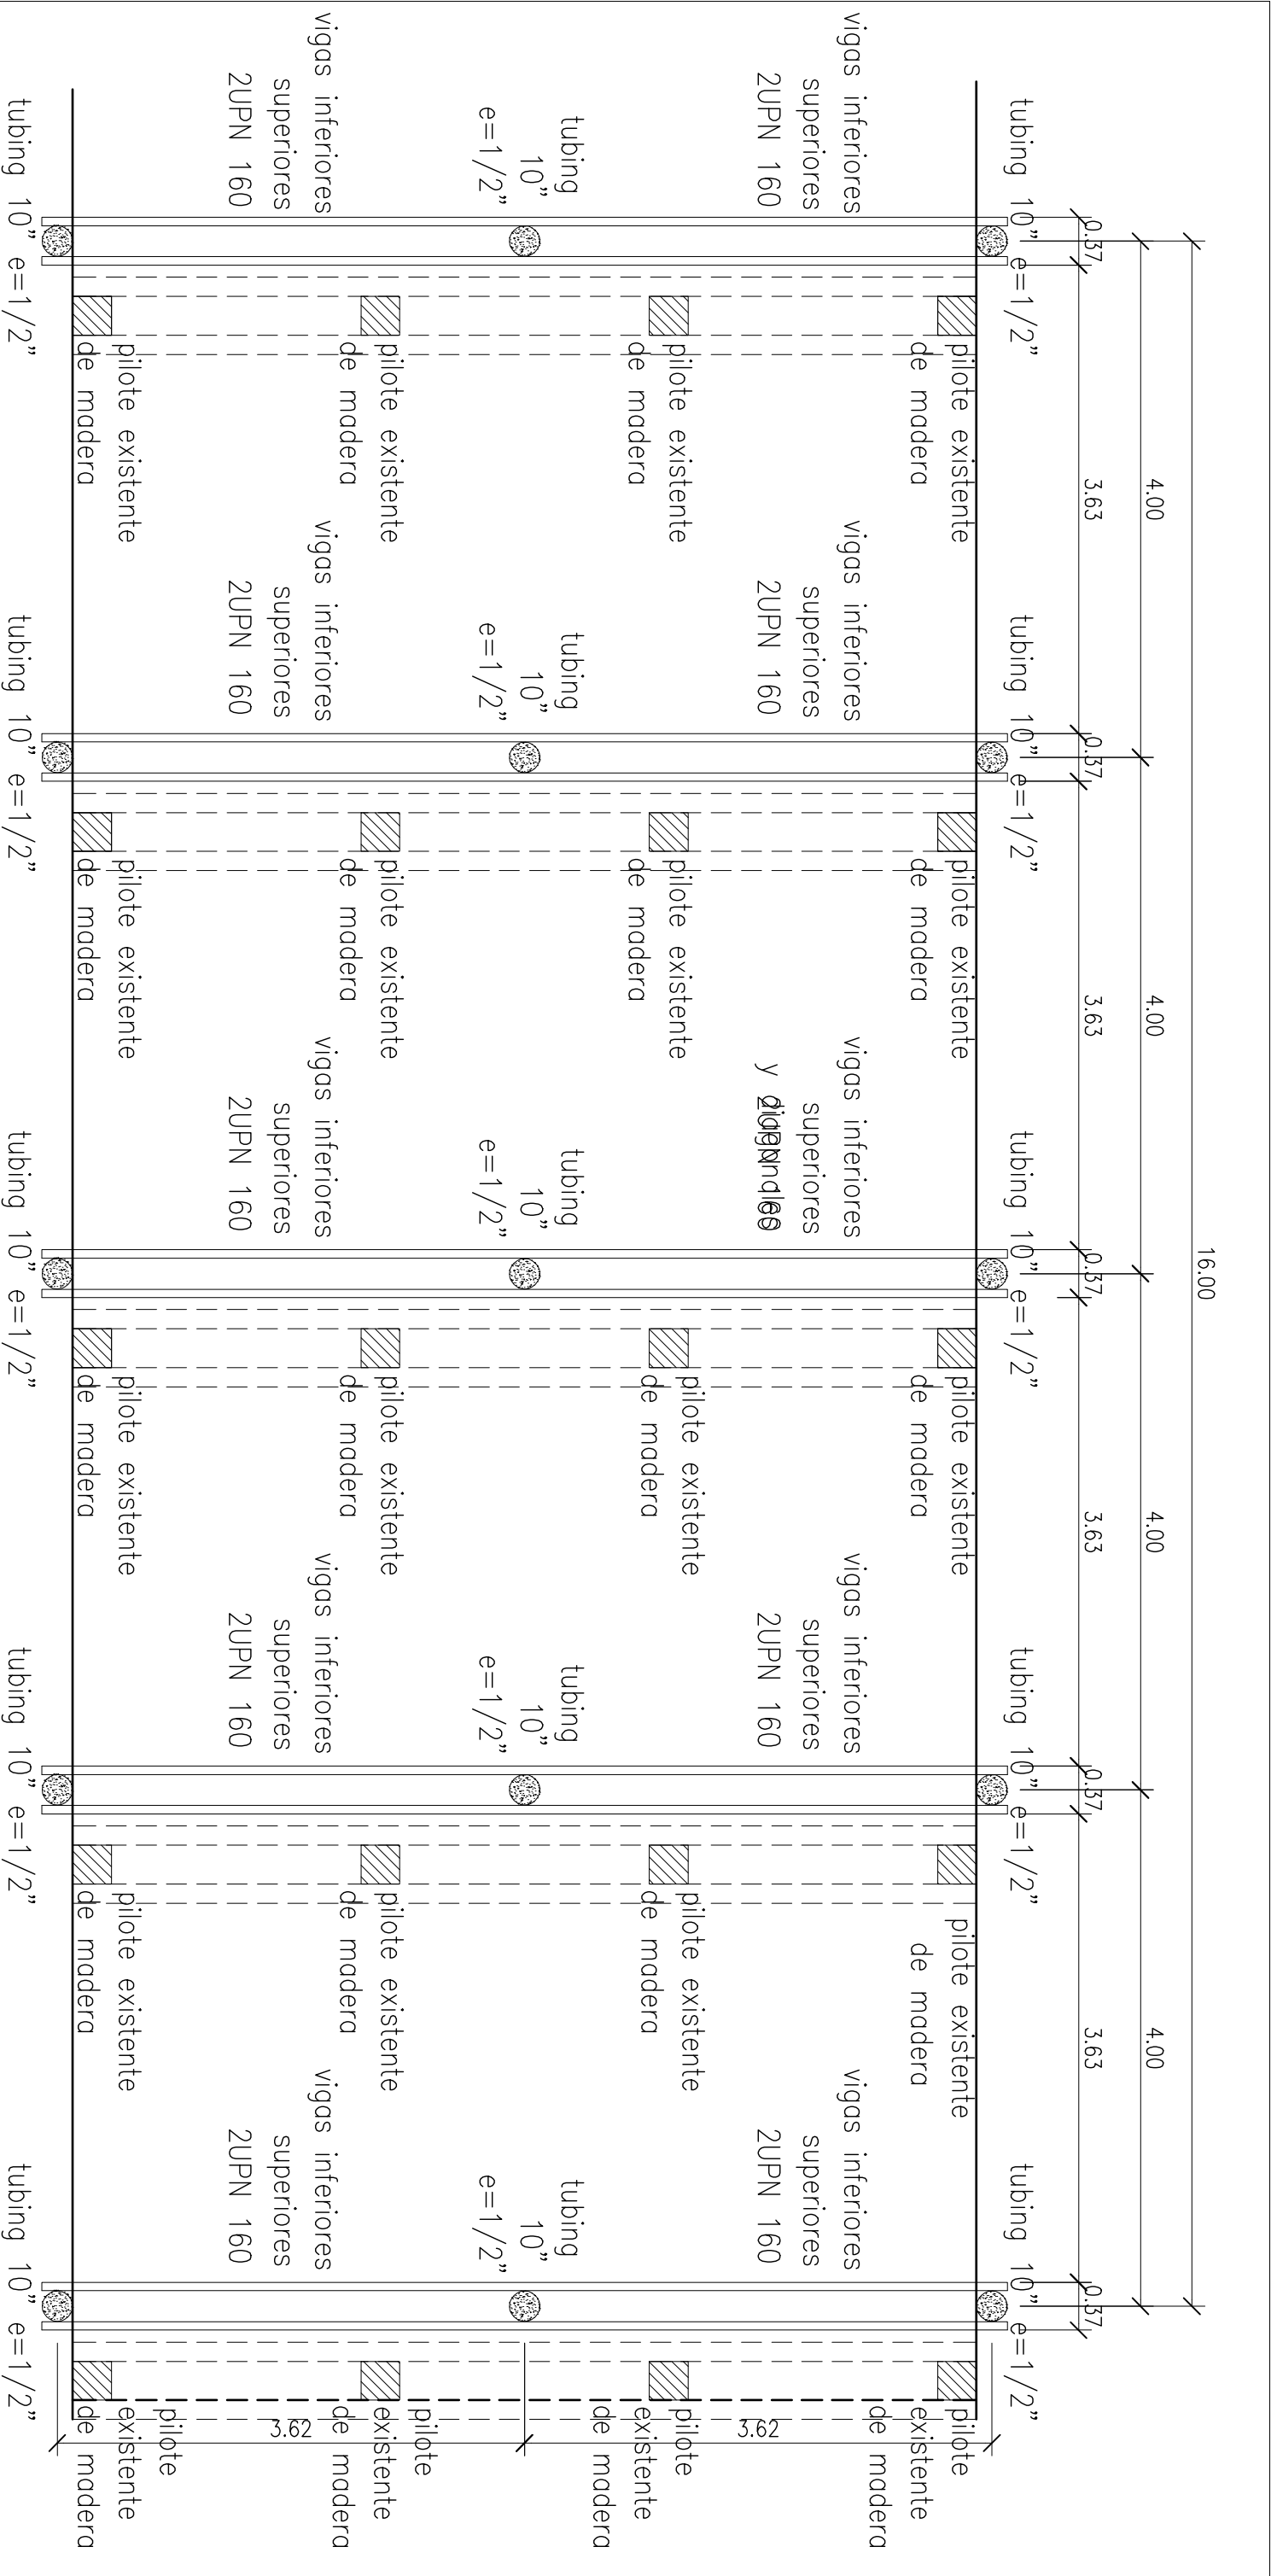 16.00
4.00
4.00
4.00
4.00
0.37
3.63
0.37
3.63
0.37
3.63
0.37
3.63
0.37
tubing 10" e=1/2"
tubing 10" e=1/2"
tubing 10" e=1/2"
tubing 10" e=1/2"
tubing 10" e=1/2"
pilote existente
de madera
pilote existente
de madera
pilote existente
de madera
pilote existente
de madera
pilote
existente
de madera
vigas inferiores
superiores
2UPN 160
vigas inferiores
superiores
2UPN 160
vigas inferiores
superiores
y diagonales
2UPN 160
vigas inferiores
superiores
2UPN 160
vigas inferiores
superiores
2UPN 160
3.62
pilote existente
de madera
pilote existente
de madera
pilote existente
de madera
pilote existente
de madera
pilote
existente
de madera
tubing
10"
e=1/2"
tubing
10"
e=1/2"
tubing
10"
e=1/2"
tubing
10"
e=1/2"
tubing
10"
e=1/2"
pilote existente
de madera
pilote existente
de madera
pilote existente
de madera
pilote existente
de madera
pilote
existente
de madera
vigas inferiores
superiores
2UPN 160
vigas inferiores
superiores
2UPN 160
vigas inferiores
superiores
2UPN 160
vigas inferiores
superiores
2UPN 160
vigas inferiores
superiores
2UPN 160
3.62
pilote existente
de madera
pilote existente
de madera
pilote existente
de madera
pilote existente
de madera
pilote
existente
de madera
tubing 10" e=1/2"
tubing 10" e=1/2"
tubing 10" e=1/2"
tubing 10" e=1/2"
tubing 10" e=1/2"